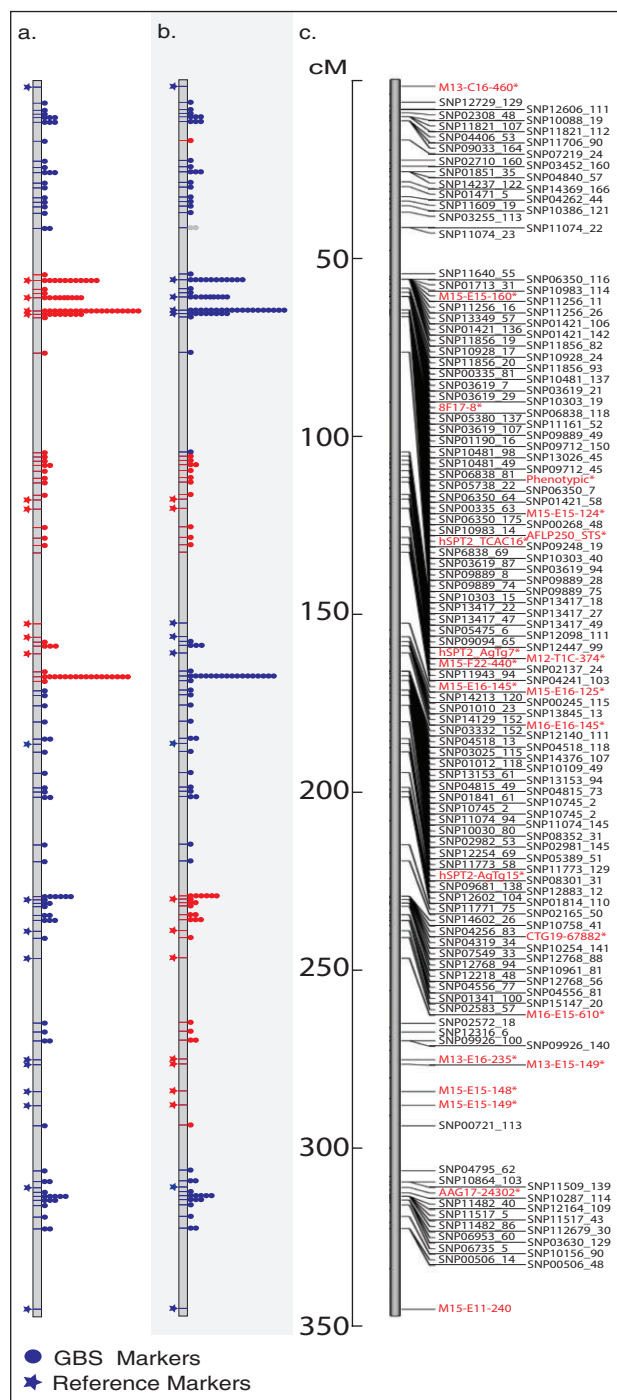 a.
b.
c.
cM
50
100
150
200
250
300
350
M13-C16-460*
SNP12729_129
SNP02308_48
SNP11821_107
SNP04406_53
SNP09033_164
SNP02710_160
SNP01851_35
SNP14237_122
SNP01471_5
SNP11609_19
SNP03255_113
SNP11074_23
SNP11640_55
SNP01713_31
M15-E15-160*
SNP11256_16
SNP13349_57
SNP01421_136
SNP11856_19
SNP10928_17
SNP11856_20
SNP00335_81
SNP03619_7
SNP03619_29
8F17-8*
SNP05380_137
SNP03619_107
SNP01190_16
SNP10481_98
SNP10481_49
SNP06838_81
SNP05738_22
SNP06350_64
SNP00335_63
SNP06350_175
SNP10983_14
hSPT2_TCAC16*
SNP6838_69
SNP03619_87
SNP09889_8
SNP09889_74
SNP10303_15
SNP13417_22
SNP13417_47
SNP05475_6
SNP09094_65
hSPT2_AgTg7*
M15-F22-440*
SNP11943_94
M15-E16-145*
SNP14213_120
SNP01010_23
SNP14129_152
SNP03332_152
SNP04518_13
SNP03025_115
SNP01012_118
SNP13153_61
SNP04815_49
SNP01841_61
SNP10745_2
SNP11074_94
SNP10030_80
SNP02982_53
SNP12254_69
SNP11773_58
hSPT2-AgTg15*
SNP09681_138
SNP12602_104
SNP11771_75
SNP14602_26
SNP04256_83
SNP04319_34
SNP07549_33
SNP12768_94
SNP12218_48
SNP04556_77
SNP01341_100
SNP02583_57
SNP02572_18
SNP12316_6
SNP09926_100
M13-E16-235*
M15-E15-148*
M15-E15-149*
SNP00721_113
SNP04795_62
SNP10864_103
AAG17-24302*
SNP11482_40
SNP11517_5
SNP11482_86
SNP06953_60
SNP06735_5
SNP00506_14
M15-E11-240
SNP12606_111
SNP10088_19
SNP11821_112
SNP11706_90
SNP07219_24
SNP03452_160
SNP04840_57
SNP14369_166
SNP04262_44
SNP10386_121
SNP11074_22
SNP06350_116
SNP10983_114
SNP11256_11
SNP11256_26
SNP01421_106
SNP01421_142
SNP11856_82
SNP10928_24
SNP11856_93
SNP10481_137
SNP03619_21
SNP10303_19
SNP06838_118
SNP11161_52
SNP09889_49
SNP09712_150
SNP13026_45
SNP09712_45
Phenotypic*
SNP06350_7
SNP01421_58
M15-E15-124*
SNP00268_48
AFLP250_STS*
SNP09248_19
SNP10303_40
SNP03619_94
SNP09889_28
SNP09889_75
SNP13417_18
SNP13417_27
SNP13417_49
SNP12098_111
SNP12447_99
M12-T1C-374*
SNP02137_24
SNP04241_103
M15-E16-125*
SNP00245_115
SNP13845_13
M16-E16-145*
SNP12140_111
SNP04518_118
SNP14376_107
SNP10109_49
SNP13153_94
SNP04815_73
SNP10745_2
SNP10745_2
SNP11074_145
SNP08352_31
SNP02981_145
SNP05389_51
SNP11773_129
SNP08301_31
SNP12883_12
SNP01814_110
SNP02165_50
SNP10758_41
CTG19-67882*
SNP10254_141
SNP12768_88
SNP10961_81
SNP12768_56
SNP04556_81
SNP15147_20
M16-E15-610*
SNP09926_140
M13-E15-149*
SNP11509_139
SNP10287_114
SNP12164_109
SNP11517_43
SNP112679_30
SNP03630_129
SNP10156_90
SNP00506_48
GBS Markers
Reference Markers